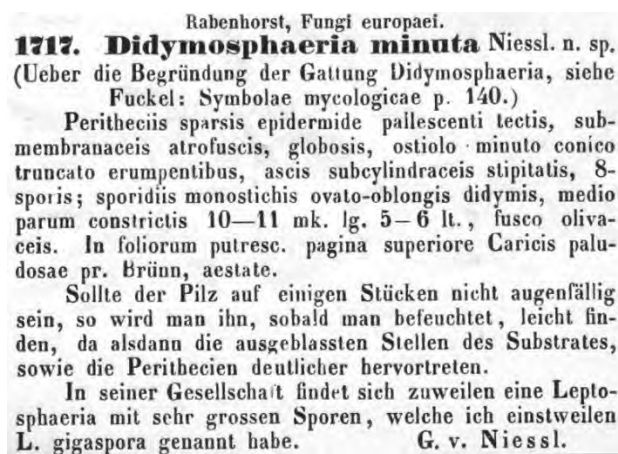 Rabenhorst, Fungi europaei.
1717. Didymosphaeria minuta Niessl. n. sp.
(Ueber die Begründung der Gattung Didymosphaeria, siehe
Fuckel: Symbolae mycologicae p. 140.)
Peritheciis sparsis epidermide pallescenti tectis, sub-
membranaceis atrofuscis, globosis, ostiolo minuto conico
truncato erumpentibus, ascis subcylindraceis stipitatis, 8-
sporis; sporidiis monostichis ovato-oblongis didymis, medio
parum constrictis 10—11 mk. lg. 5–6 lt., fusco oliva-
ceis. In foliorum putresc. pagina superiore Caricis palu-
dosae pr. Brünn, aestate.
Sollte der Pilz auf einigen Stücken nicht augenfällig
sein, so wird man ihn, sobald man befeuchtet, leicht fin-
den, da alsdann die ausgeblassten Stellen des Substrates,
sowie die Perithecien deutlicher hervortreten.
In seiner Gesellschaft findet sich zuweilen eine Lepto-
sphaeria mit sehr grossen Sporen, welche ich einstweilen
L. gigaspora genannt habe. G. v. Niessl.